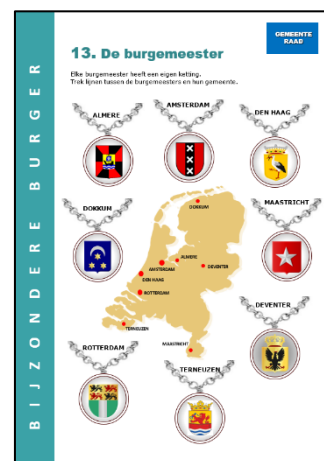 BIJZONDERE BURGER
GEMEENTE
RAAB
13. De burgemeester
Elke burgemeester heeft een eigen ketting.
Trek lijnen tussen de burgemeesters en hun gemeente.
ALMERE
AMSTERDAM
DEN HAAG
DOKKUM
MAASTRICHT
DOKKUM
ALMERE
AMSTERDAM
DEVENTER
DEN HAAG
ROTTERDAM
TERNEUZEN
MAASTRICHT
DEVENTER
ROTTERDAM
TERNEUZEN